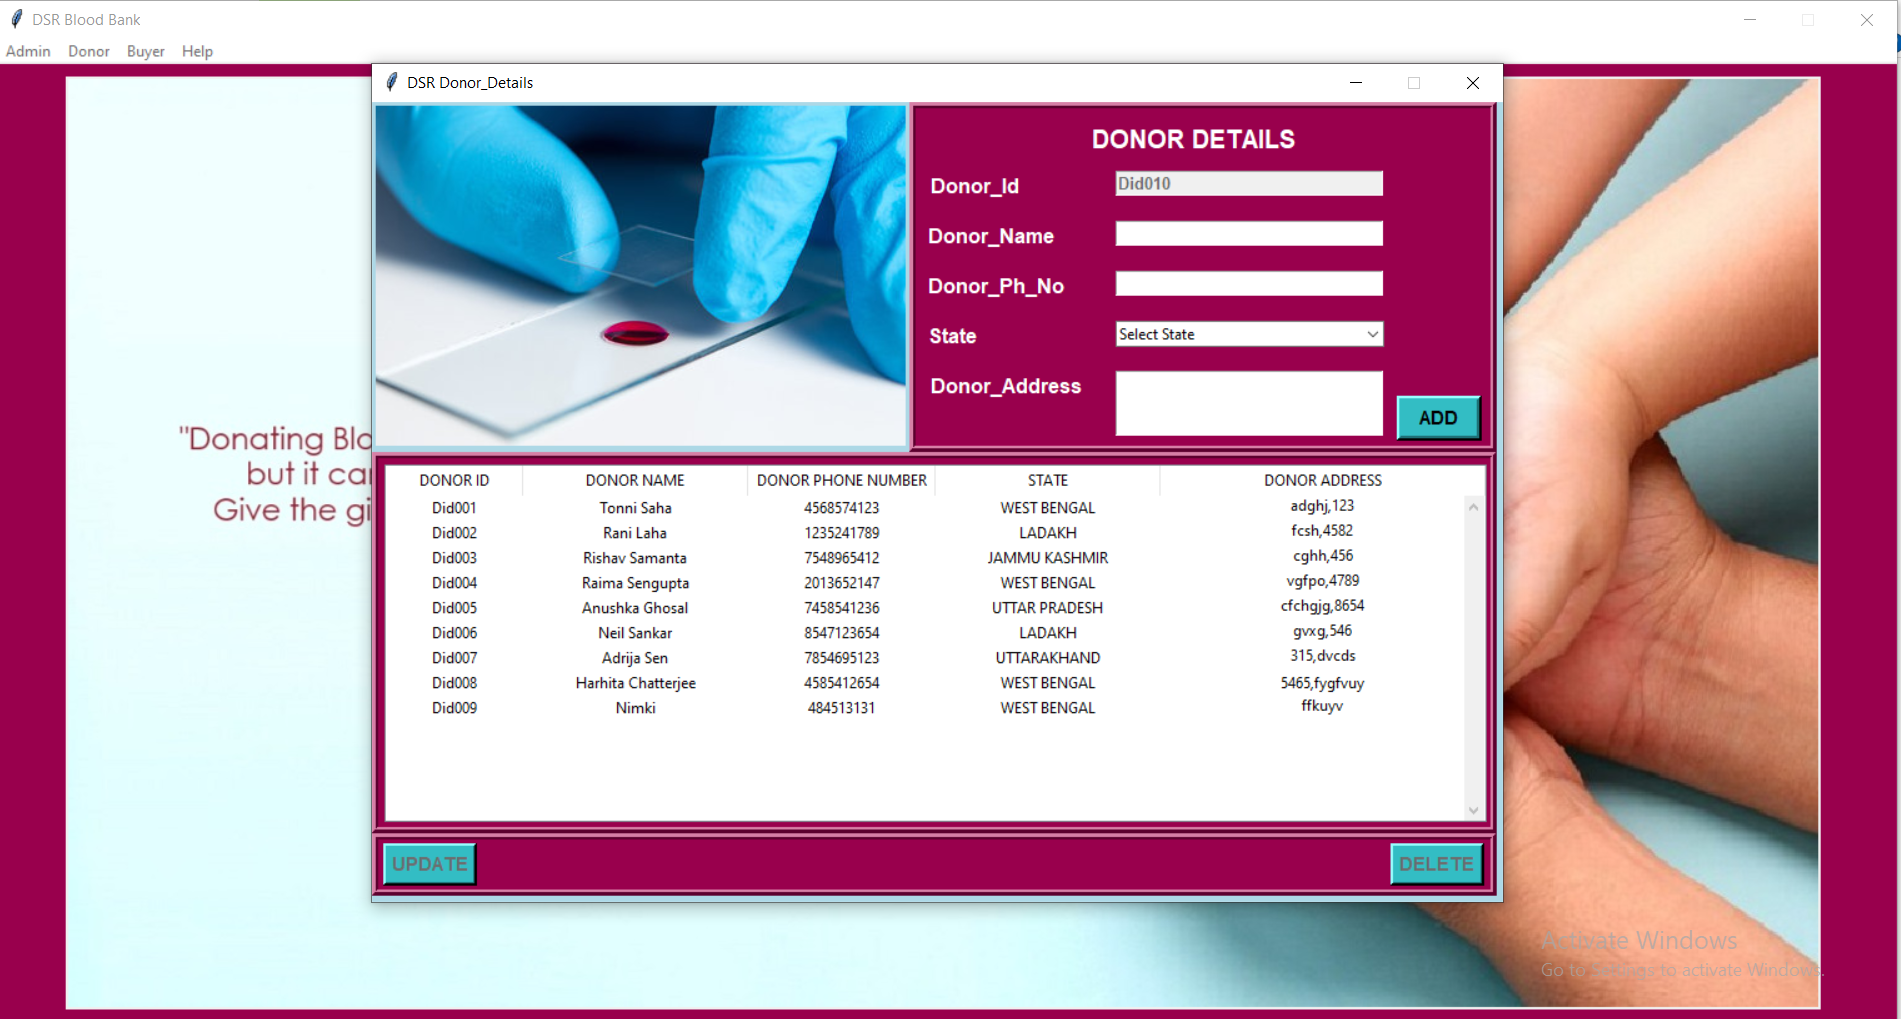 DSR Blood Bank
Admin Donor Buyer Help
DSR Donor_Details
"Donating
but it
Give the
DONOR DETAILS
Donor_Id Did010
Donor_Name
Donor_Ph_No
State Select State
Donor_Address
ADD
DONOR ID DONOR NAME DONOR PHONE NUMBER STATE DONOR ADDRESS
Did001 Tonni Saha 4568574123 WEST BENGAL adghj,123
Did002 Rani Laha 1235241789 LADAKH fcsh,4582
Did003 Rishav Samanta 7548965412 JAMMU KASHMIR cghh,456
Did004 Raima Sengupta 2013652147 WEST BENGAL vgfpo,4789
Did005 Anushka Ghosal 7458541236 UTTAR PRADESH cfchgjg,8654
Did006 Neil Sankar 8547123654 LADAKH gvxg,546
Did007 Adrija Sen 7854695123 UTTARAKHAND 315,dvcds
Did008 Harhita Chatterjee 4585412654 WEST BENGAL 5465,fygfvuy
Did009 Nimki 484513131 WEST BENGAL ffkuyv
UPDATE DELETE
Activate Windows
Go to Settings to activate Windows.